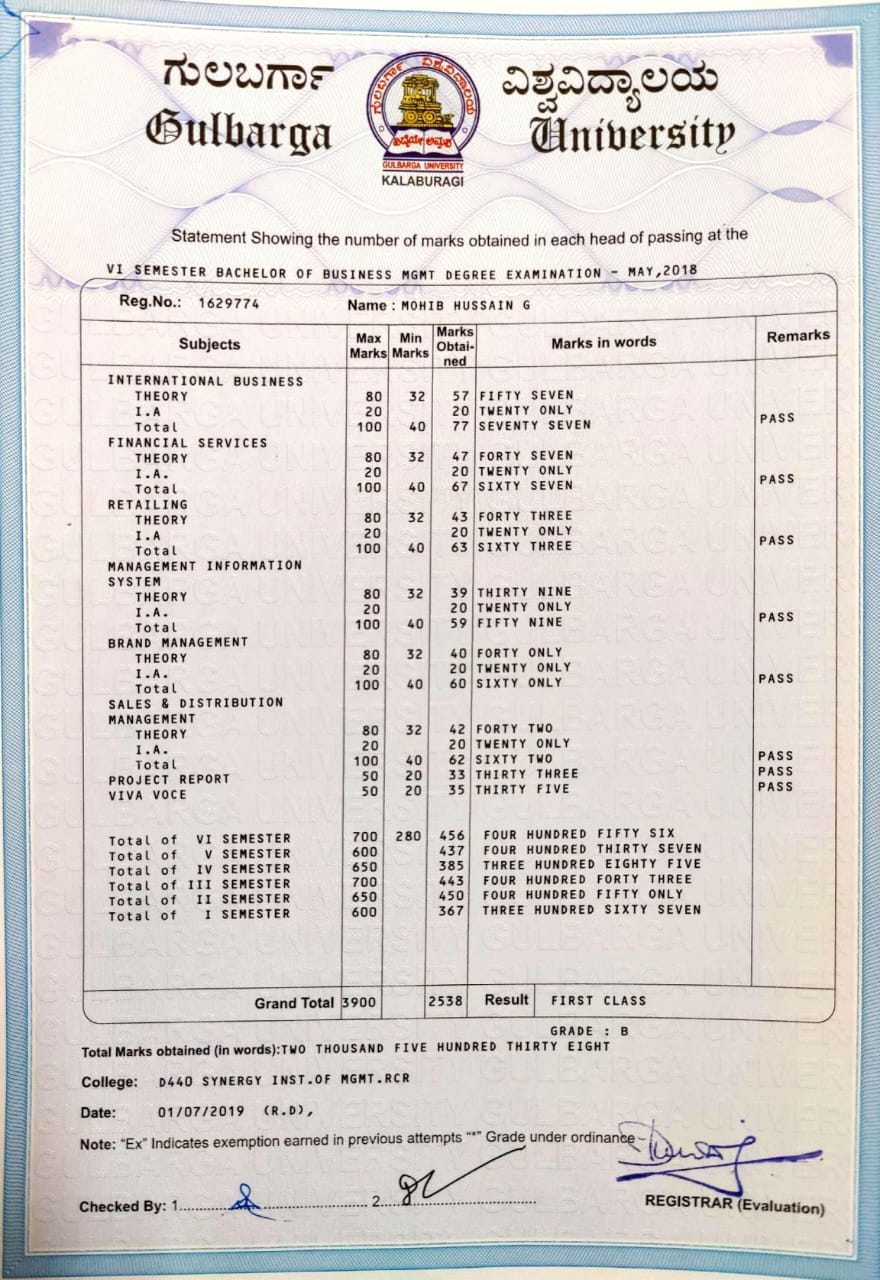 ಗುಲಬರ್ಗಾ ವಿಶ್ವವಿದ್ಯಾಲಯ
Gulbarga University
ಗುಲಬರ್ಗಾ ವಿಶ್ವವಿದ್ಯಾಲಯ
GULBARGA UNIVERSITY
KALABURAGI
Statement Showing the number of marks obtained in each head of passing at the
VI SEMESTER BACHELOR OF BUSINESS MGMT DEGREE EXAMINATION - MAY,2018
Reg.No.: 1629774 Name : MOHIB HUSSAIN G
Subjects Max Marks Min Marks Marks Obtai-ned Marks in words Remarks
INTERNATIONAL BUSINESS
THEORY 80 32 57 FIFTY SEVEN
I.A 20 20 TWENTY ONLY
Total 100 40 77 SEVENTY SEVEN PASS
FINANCIAL SERVICES
THEORY 80 32 47 FORTY SEVEN
I.A. 20 20 TWENTY ONLY
Total 100 40 67 SIXTY SEVEN PASS
RETAILING
THEORY 80 32 43 FORTY THREE
I.A 20 20 TWENTY ONLY
Total 100 40 63 SIXTY THREE PASS
MANAGEMENT INFORMATION
SYSTEM
THEORY 80 32 39 THIRTY NINE
I.A. 20 20 TWENTY ONLY
Total 100 40 59 FIFTY NINE PASS
BRAND MANAGEMENT
THEORY 80 32 40 FORTY ONLY
I.A. 20 20 TWENTY ONLY
Total 100 40 60 SIXTY ONLY PASS
SALES & DISTRIBUTION
MANAGEMENT
THEORY 80 32 42 FORTY TWO
I.A. 20 20 TWENTY ONLY
Total 100 40 62 SIXTY TWO PASS
PROJECT REPORT 50 20 33 THIRTY THREE PASS
VIVA VOCE 50 20 35 THIRTY FIVE PASS
Total of VI SEMESTER 700 280 456 FOUR HUNDRED FIFTY SIX
Total of V SEMESTER 600 437 FOUR HUNDRED THIRTY SEVEN
Total of IV SEMESTER 650 385 THREE HUNDRED EIGHTY FIVE
Total of III SEMESTER 700 443 FOUR HUNDRED FORTY THREE
Total of II SEMESTER 650 450 FOUR HUNDRED FIFTY ONLY
Total of I SEMESTER 600 367 THREE HUNDRED SIXTY SEVEN
Grand Total 3900 2538 Result FIRST CLASS
GRADE : B
Total Marks obtained (in words):TWO THOUSAND FIVE HUNDRED THIRTY EIGHT
College: D440 SYNERGY INST.OF MGMT.RCR
Date: 01/07/2019 (R.D),
Note: "Ex" Indicates exemption earned in previous attempts "*" Grade under ordinance
Checked By: 1 2
REGISTRAR (Evaluation)